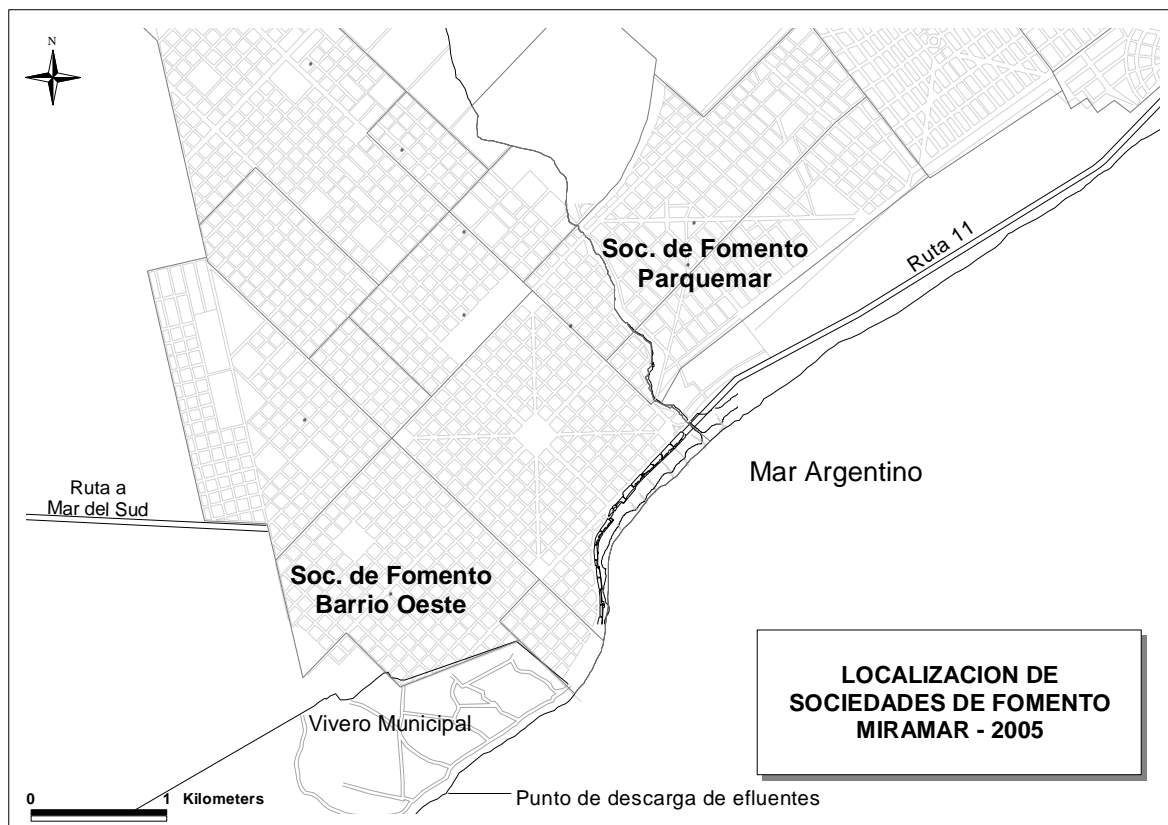 N
Soc. de Fomento
Parquemar
Ruta 11
Mar Argentino
Ruta a
Mar del Sud
Soc. de Fomento
Barrio Oeste
LOCALIZACION DE
SOCIEDADES DE FOMENTO
MIRAMAR - 2005
Vivero Municipal
0 1 Kilometers
Punto de descarga de efluentes